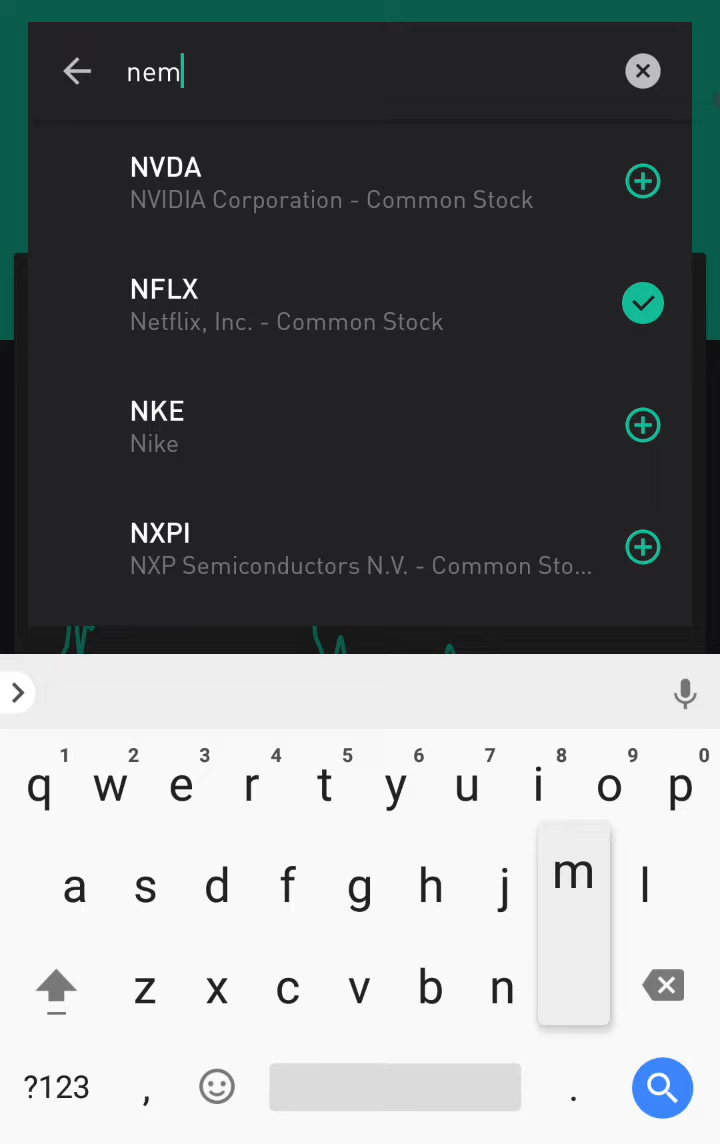 nem
NVDA
NVIDIA Corporation - Common Stock
NFLX
Netflix, Inc. - Common Stock
NKE
Nike
NXPI
NXP Semiconductors N.V. - Common Sto...
1 2 3 4 5 6 7 8 9 0
q w e r t y u i o p
a s d f g h j m l
z x c v b n
?123 , .